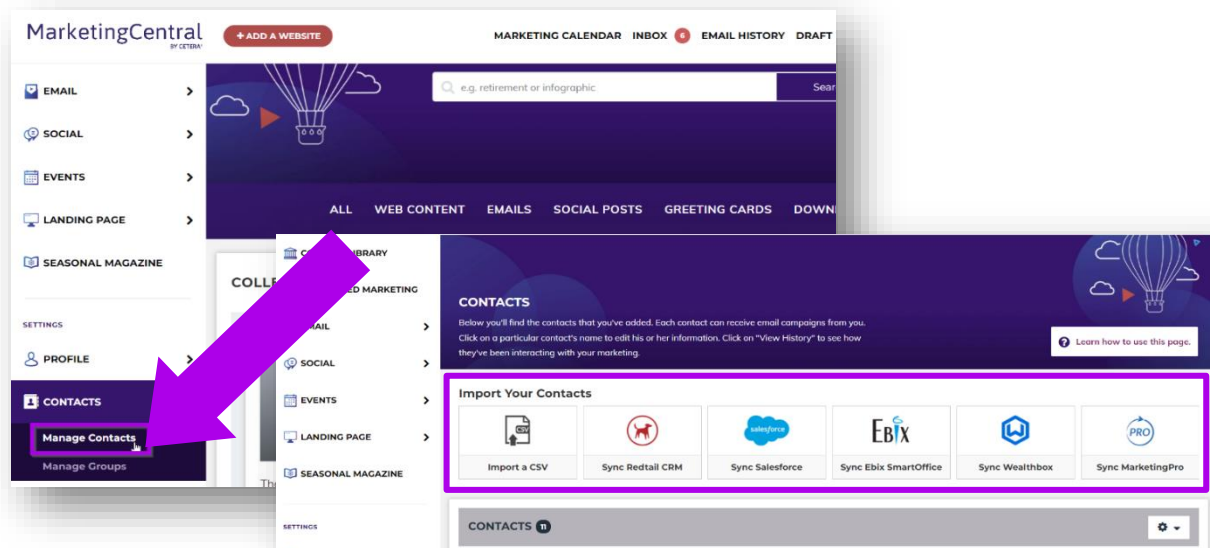 MarketingCentral
BY CETERA®
+ ADD A WEBSITE
MARKETING CALENDAR INBOX 6 EMAIL HISTORY DRAFT
EMAIL
SOCIAL
EVENTS
LANDING PAGE
SEASONAL MAGAZINE
SETTINGS
PROFILE
CONTACTS
Manage Contacts
Manage Groups
e.g. retirement or infographic
Sear
ALL WEB CONTENT EMAILS SOCIAL POSTS GREETING CARDS DOWN
COLLE
Th
BRARY
ED MARKETING
AIL
SOCIAL
EVENTS
LANDING PAGE
SEASONAL MAGAZINE
SETTINGS
CONTACTS
Below you'll find the contacts that you've added. Each contact can receive email campaigns from you.
Click on a particular contact's name to edit his or her information. Click on "View History" to see how
they've been interacting with your marketing.
? Learn how to use this page.
Import Your Contacts
CSV
salesforce
EBIX
PRO
Import a CSV
Sync Redtail CRM
Sync Salesforce
Sync Ebix SmartOffice
Sync Wealthbox
Sync MarketingPro
CONTACTS 11